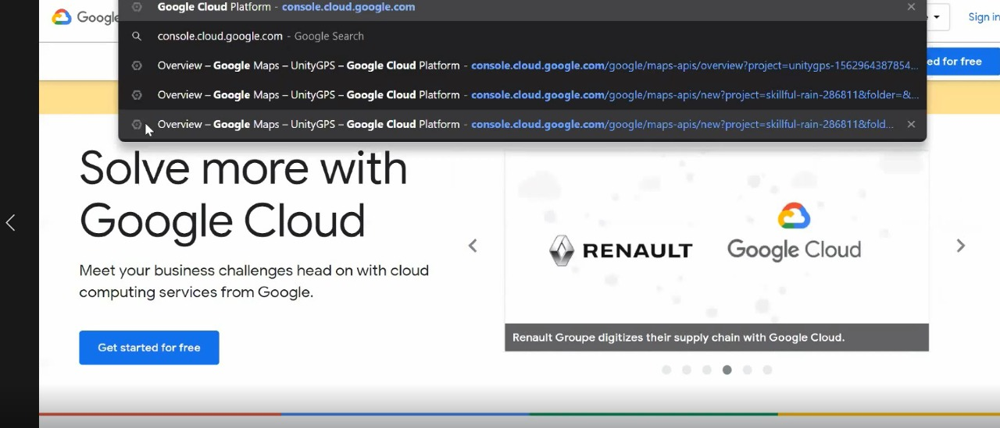 Google
Google Cloud Platform - console.cloud.google.com
console.cloud.google.com - Google Search
Overview – Google Maps – UnityGPS – Google Cloud Platform - console.cloud.google.com/google/maps-apis/overview?project=unitygps-1562964387854...
Overview – Google Maps – UnityGPS – Google Cloud Platform - console.cloud.google.com/google/maps-apis/new?project=skillful-rain-286811&folder=&...
Overview – Google Maps – UnityGPS – Google Cloud Platform - console.cloud.google.com/google/maps-apis/new?project=skillful-rain-286811&fold...
Sign in
ed for free
Solve more with
Google Cloud
Meet your business challenges head on with cloud
computing services from Google.
Get started for free
RENAULT
Google Cloud
Renault Groupe digitizes their supply chain with Google Cloud.